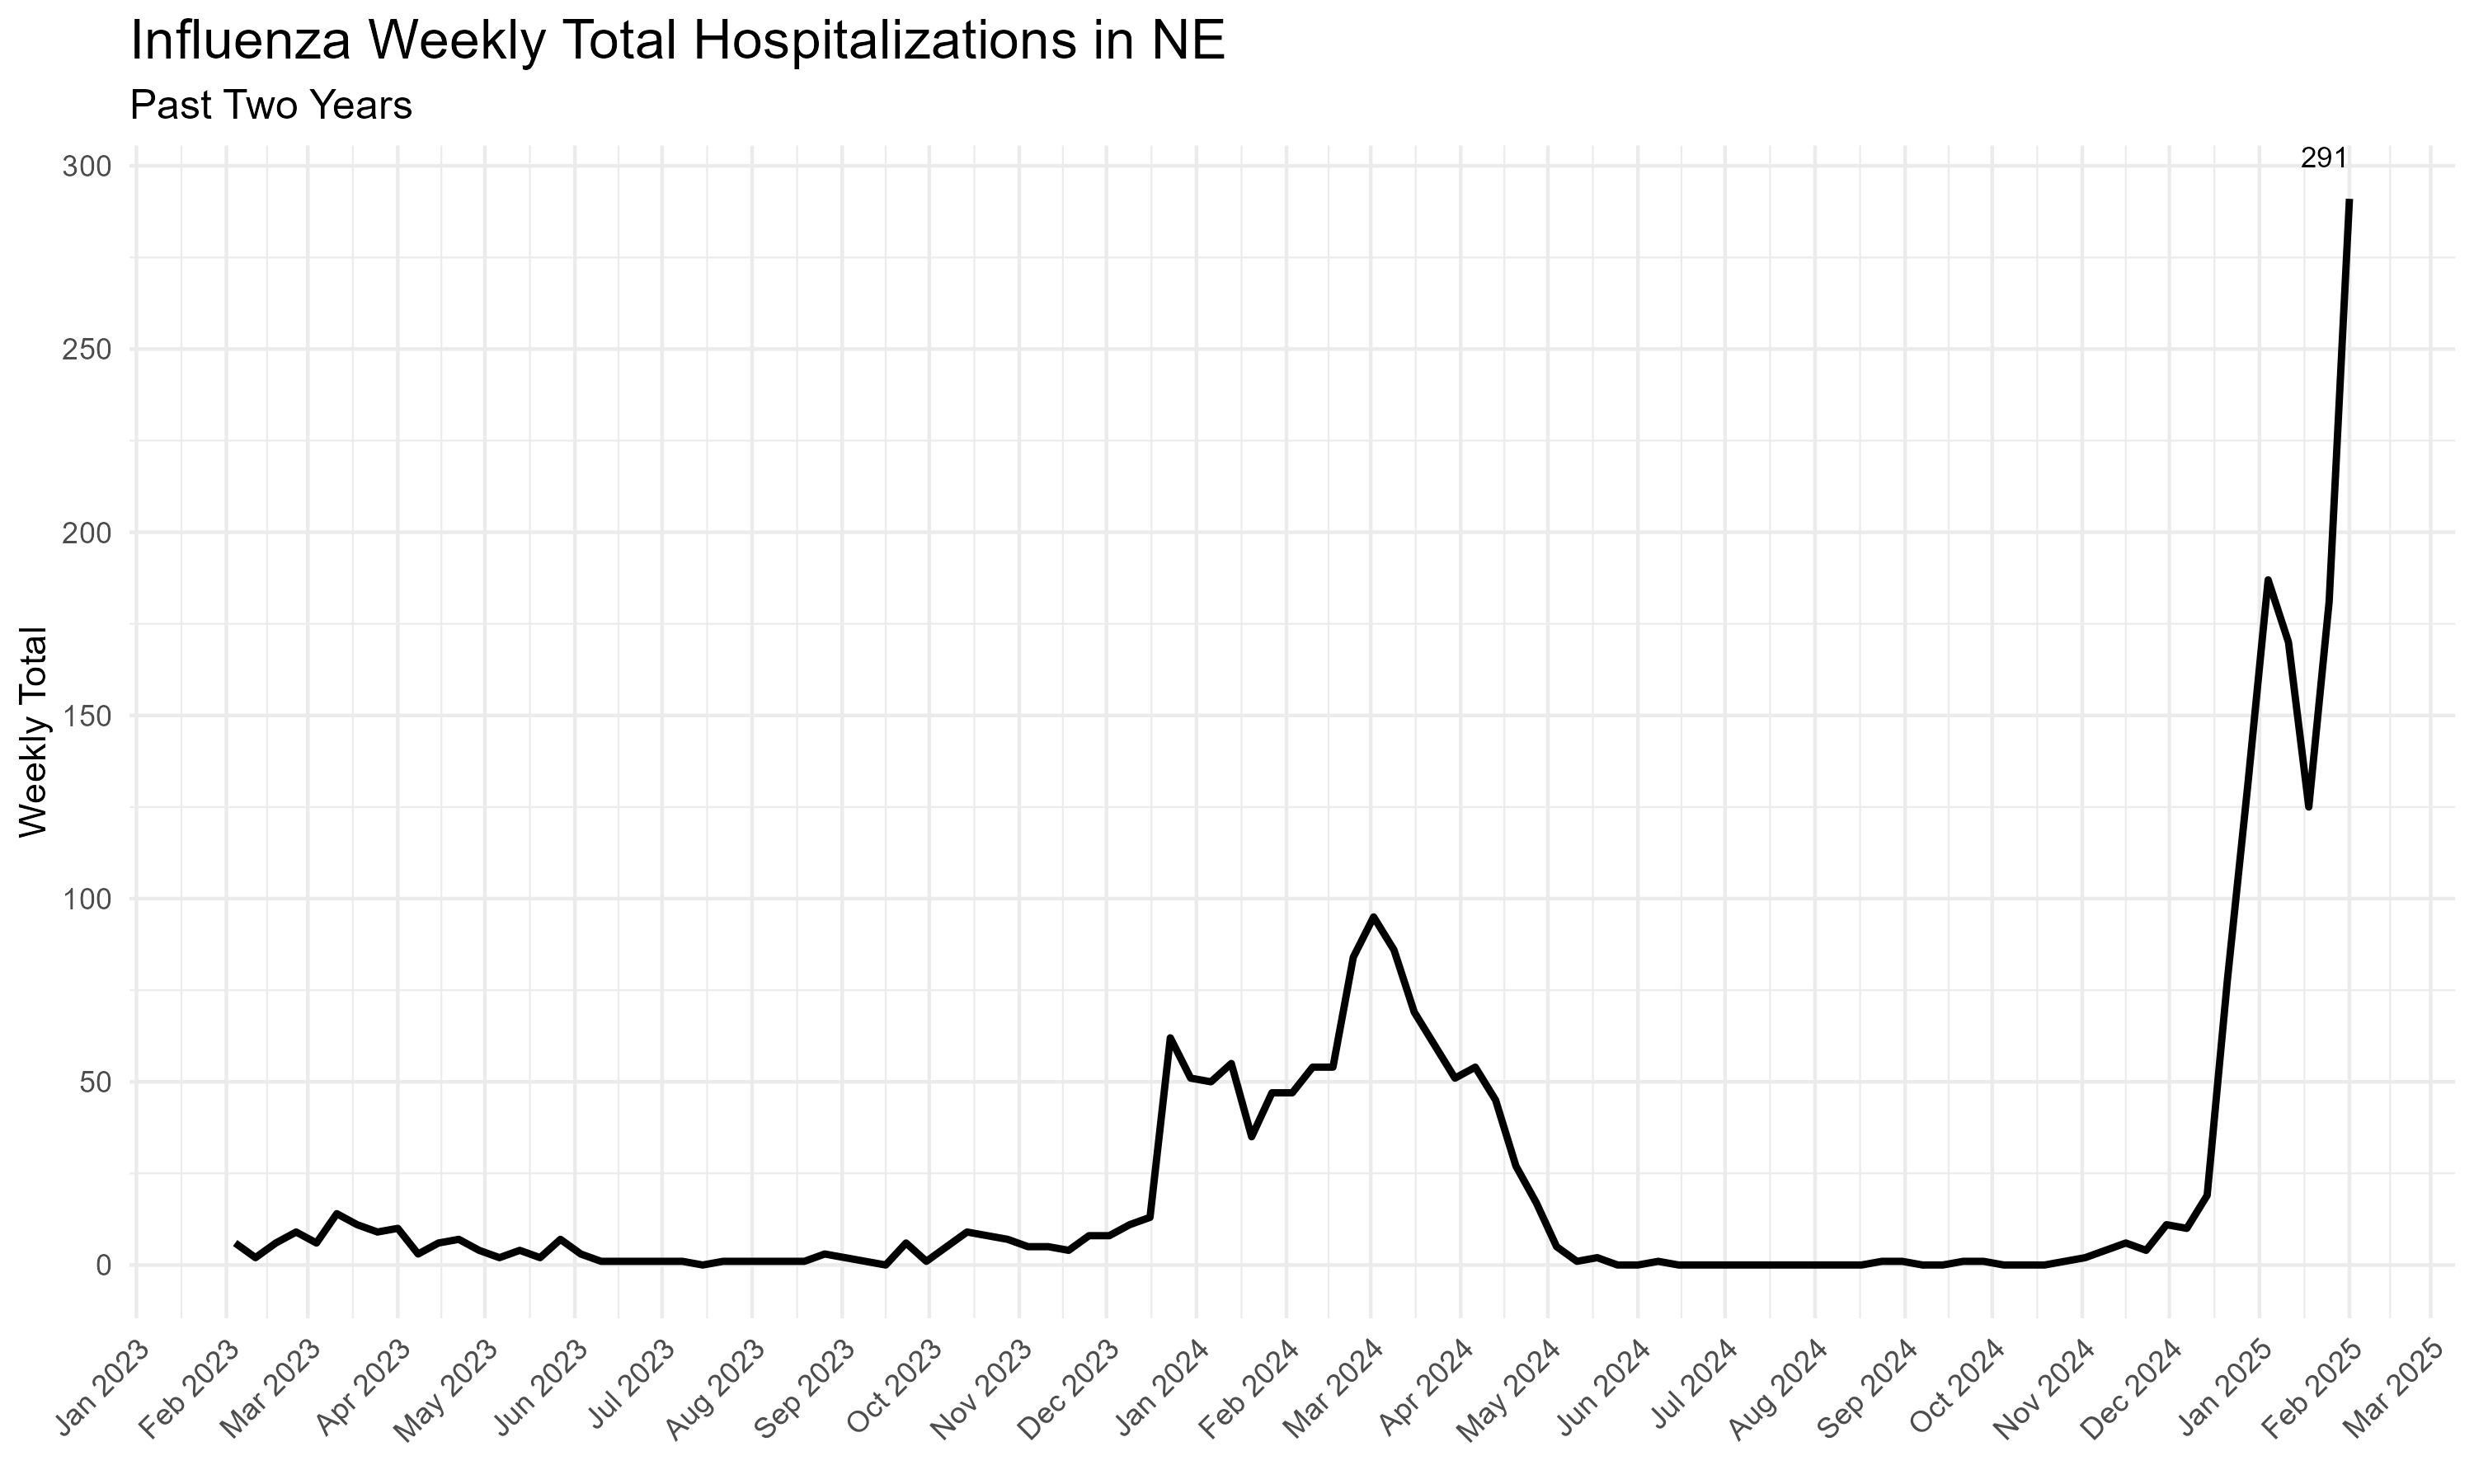 Influenza Weekly Total Hospitalizations in NE
Past Two Years
291
300
250
200
150
100
50
0
Weekly Total
Jan 2023
Feb 2023
Mar 2023
Apr 2023
May 2023
Jun 2023
Jul 2023
Aug 2023
Sep 2023
Oct 2023
Nov 2023
Dec 2023
Jan 2024
Feb 2024
Mar 2024
Apr 2024
May 2024
Jun 2024
Jul 2024
Aug 2024
Sep 2024
Oct 2024
Nov 2024
Dec 2024
Jan 2025
Feb 2025
Mar 2025